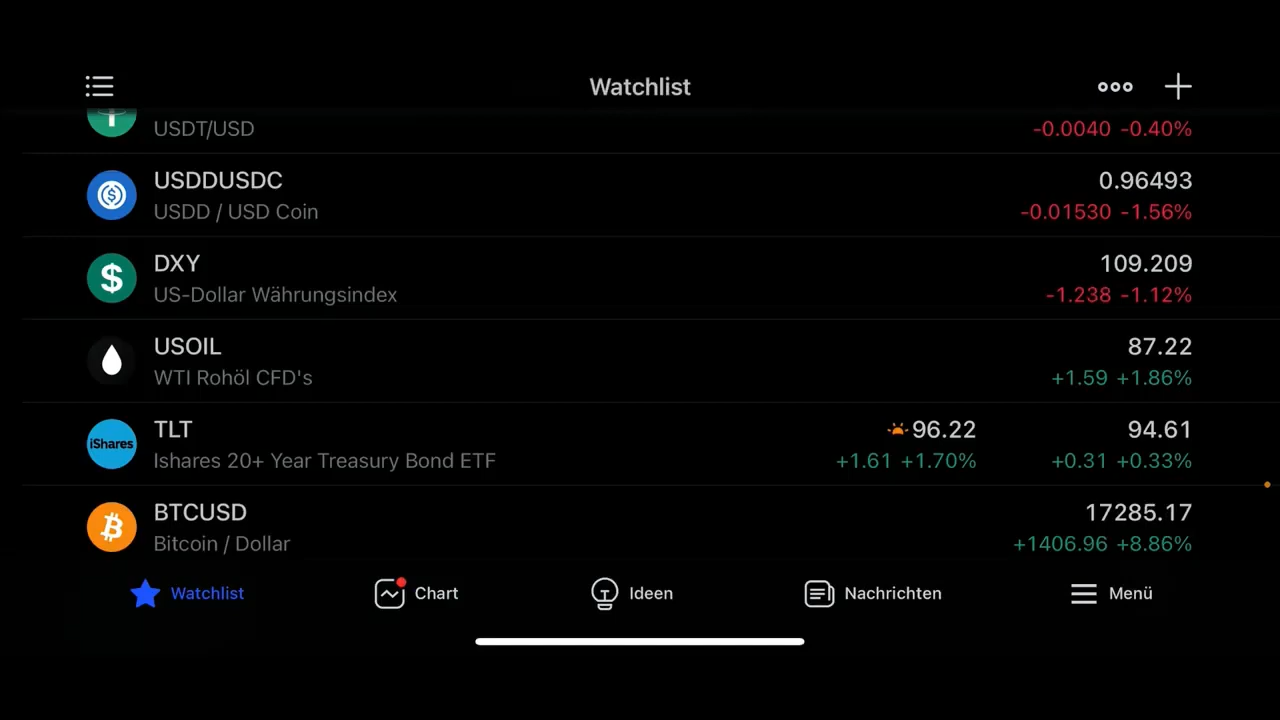 Watchlist
USDT/USD
-0.0040 -0.40%
USDDUSDC
0.96493
USDD / USD Coin
-0.01530 -1.56%
DXY
109.209
US-Dollar Währungsindex
-1.238 -1.12%
USOIL
87.22
WTI Rohöl CFD's
+1.59 +1.86%
iShares
TLT
96.22
94.61
Ishares 20+ Year Treasury Bond ETF
+1.61 +1.70%
+0.31 +0.33%
BTCUSD
17285.17
Bitcoin / Dollar
+1406.96 +8.86%
Watchlist
Chart
Ideen
Nachrichten
Menü